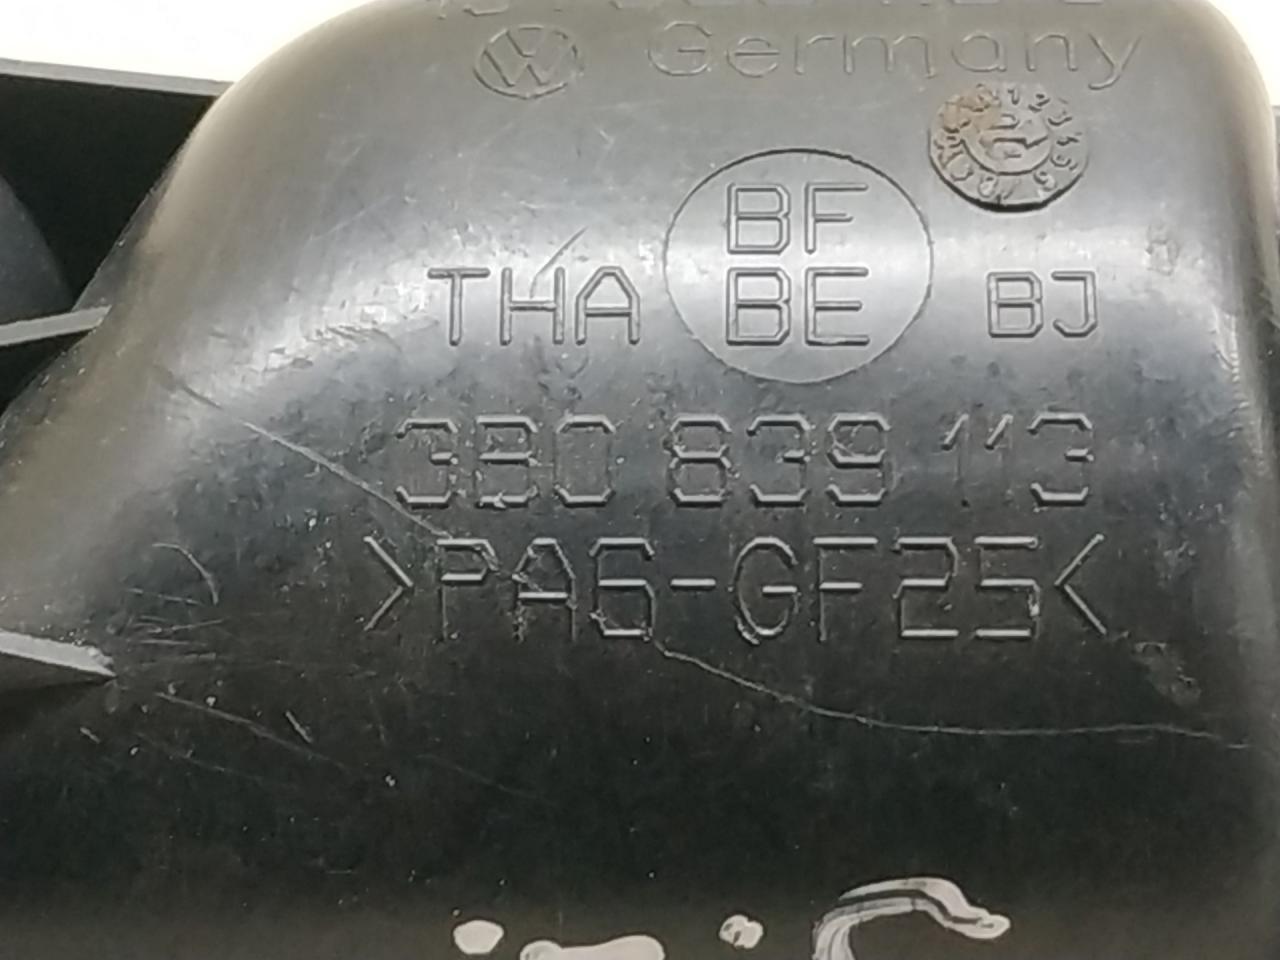 Germany
BF
THA BE BJ
3B0 839 113
>PA6-GF25<